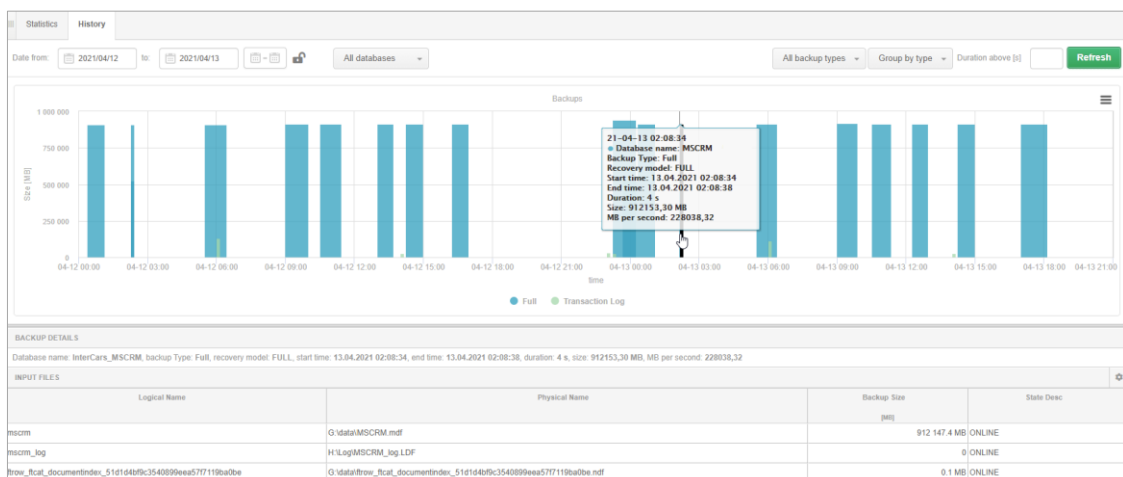 Statistics History
Date from: 2021/04/12 to: 2021/04/13 - All databases All backup types Group by type Duration above [s] Refresh
Backups
1 000 000
750 000
500 000
250 000
0
Size [MB]
21-04-13 02:08:34
Database name: MSCRM
Backup Type: Full
Recovery model: FULL
Start time: 13.04.2021 02:08:34
End time: 13.04.2021 02:08:38
Duration: 4 s
Size: 912153,30 MB
MB per second: 228038,32
04-12 00:00 04-12 03:00 04-12 06:00 04-12 09:00 04-12 12:00 04-12 15:00 04-12 18:00 04-12 21:00 04-13 00:00 04-13 03:00 04-13 06:00 04-13 09:00 04-13 12:00 04-13 15:00 04-13 18:00 04-13 21:00
time
Full Transaction Log
BACKUP DETAILS
Database name: InterCars_MSCRM, backup Type: Full, recovery model: FULL, start time: 13.04.2021 02:08:34, end time: 13.04.2021 02:08:38, duration: 4 s, size: 912153,30 MB, MB per second: 228038,32
INPUT FILES
Logical Name Physical Name Backup Size State Desc
[MB]
mscrm G:\data\MSCRM.mdf 912 147.4 MB ONLINE
mscrm_log H:\Log\MSCRM_log.LDF 0 ONLINE
ftrow_ftcat_documentindex_51d1d4bf9c3540899eea57f7119ba0be G:\data\ftrow_ftcat_documentindex_51d1d4bf9c3540899eea57f7119ba0be.ndf 0.1 MB ONLINE